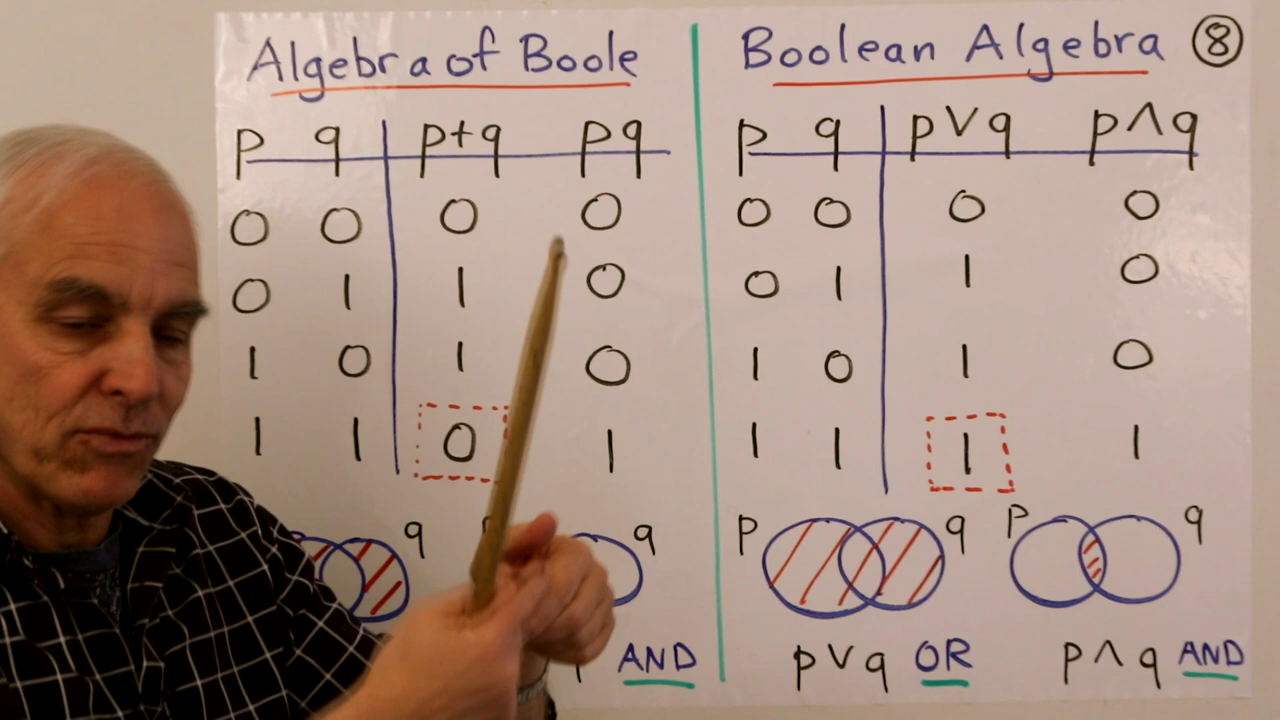 Algebra of Boole
p q p+q pq
0 0 0 0
0 1 1 0
1 0 1 0
1 1 0 1
q q
AND
Boolean Algebra 8
p q p∨q p∧q
0 0 0 0
0 1 1 0
1 0 1 0
1 1 1 1
p q p q
p∨q OR p∧q AND